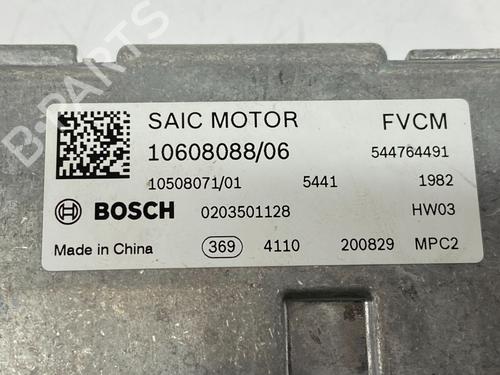 SAIC MOTOR FVCM
10608088/06 544764491
10508071/01 5441 1982
BOSCH 0203501128 HW03
Made in China 369 4110 200829 MPC2
B-PARTS